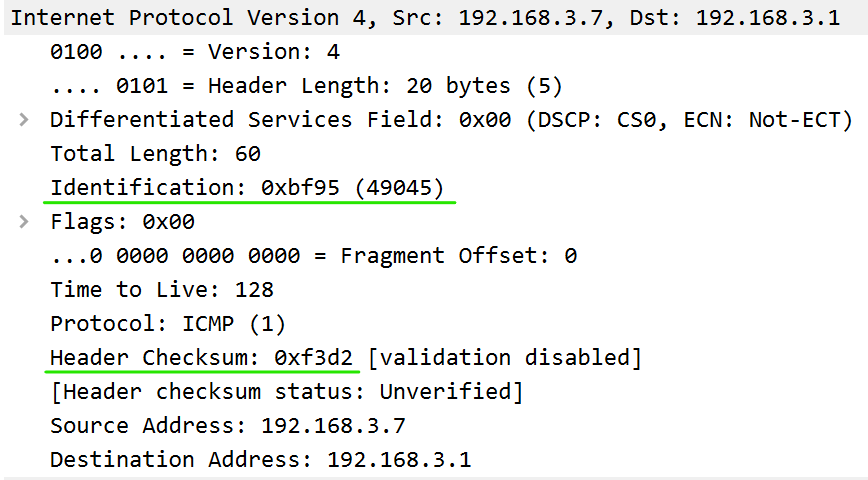 Internet Protocol Version 4, Src: 192.168.3.7, Dst: 192.168.3.1
0100 .... = Version: 4
.... 0101 = Header Length: 20 bytes (5)
Differentiated Services Field: 0x00 (DSCP: CS0, ECN: Not-ECT)
Total Length: 60
Identification: 0xbf95 (49045)
Flags: 0x00
...0 0000 0000 0000 = Fragment Offset: 0
Time to Live: 128
Protocol: ICMP (1)
Header Checksum: 0xf3d2 [validation disabled]
[Header checksum status: Unverified]
Source Address: 192.168.3.7
Destination Address: 192.168.3.1